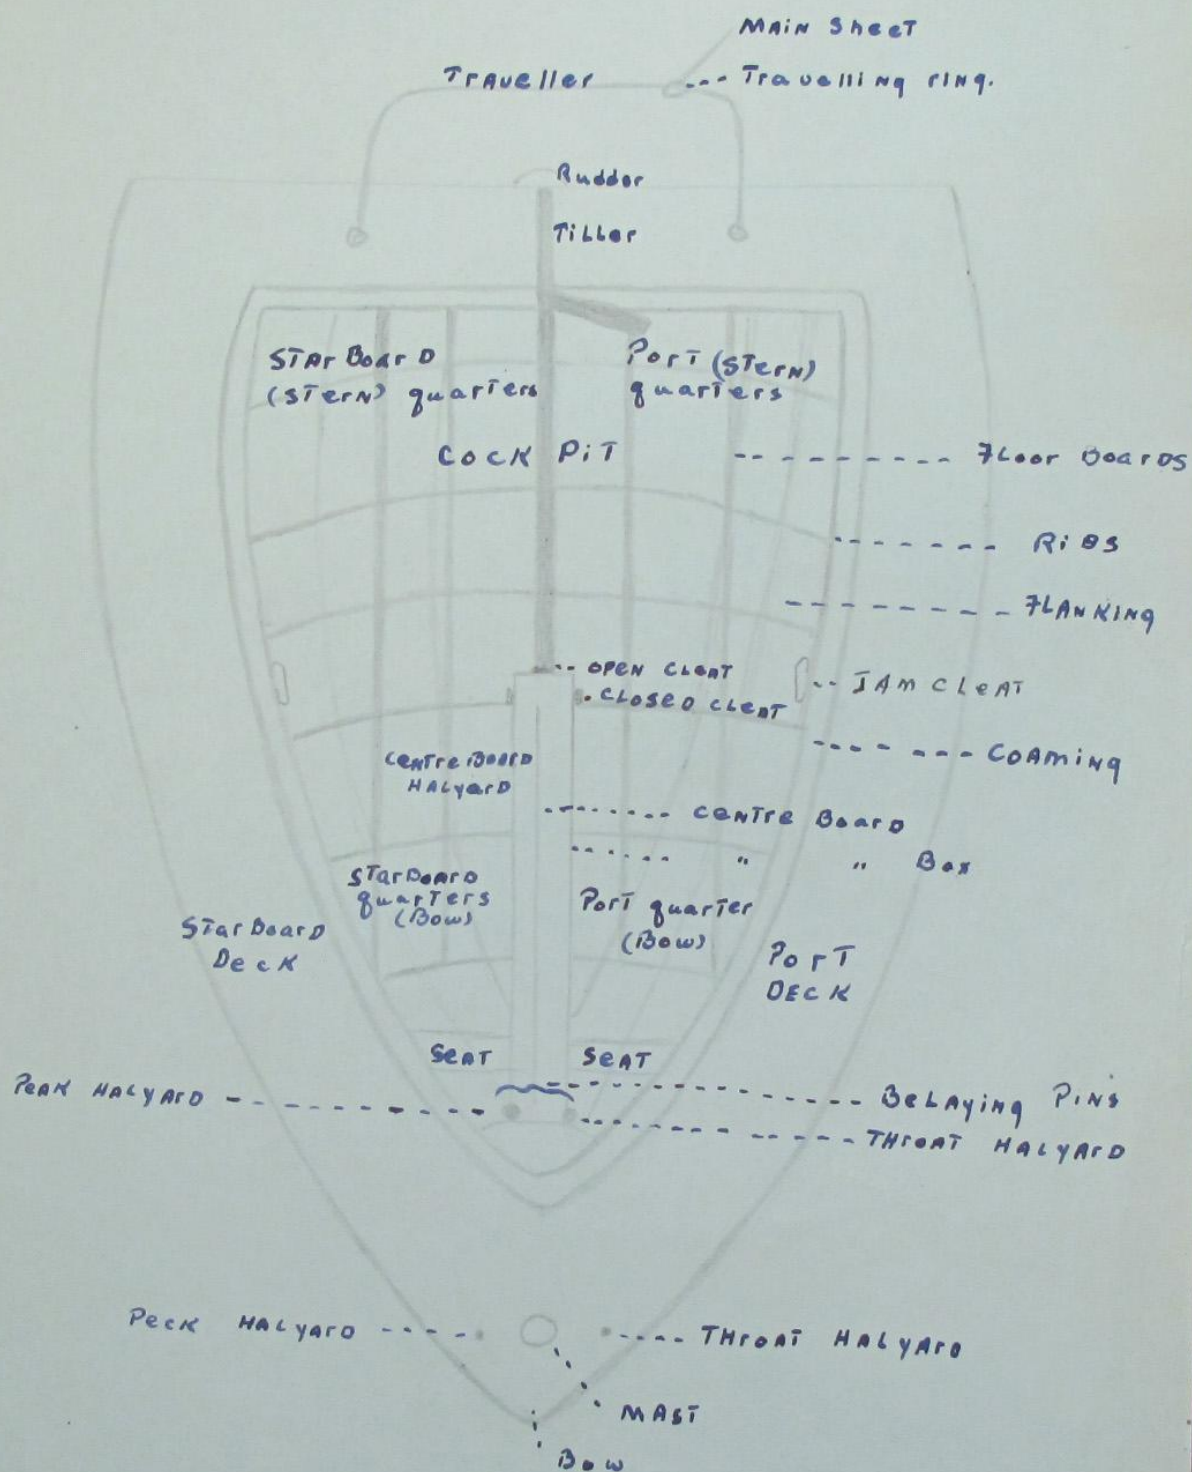 Main Sheet
Traveller
Travelling ring.
Ruddor
Tiller
StarBoard
(Stern) quarters
Port (Stern)
quarters
Cock Pit
Floor Boards
Ribs
Flanking
Open Cleat
Closed Cleat
Jam Cleat
Coaming
Centre Board
Halyard
Centre Board
" " Box
StarBoard
quarters
(Bow)
Port quarter
(Bow)
StarBoard
Deck
Port
Deck
Seat
Seat
Peak Halyard
Belaying Pins
Throat Halyard
Peck Halyard
Throat Halyard
Mast
Bow